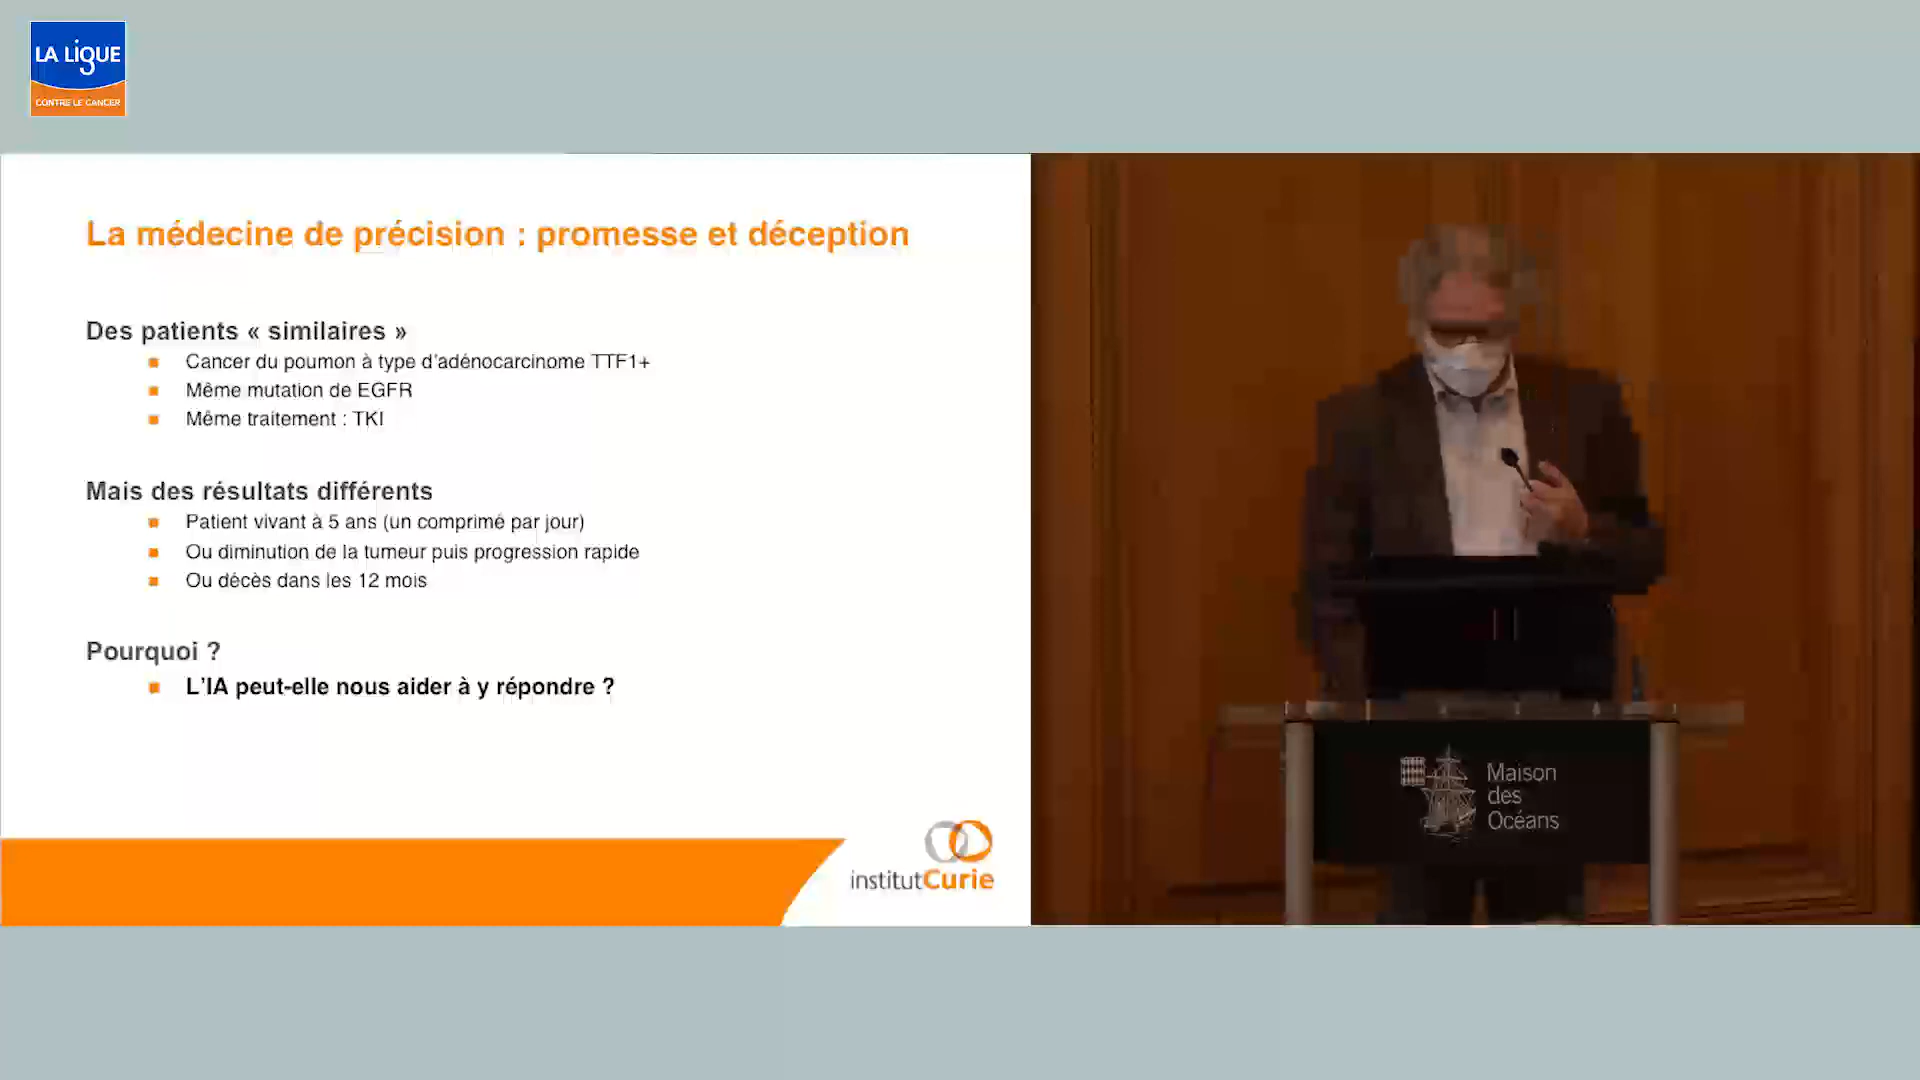 LA LIGUE
CONTRE LE CANCER
La médecine de précision : promesse et déception
Des patients « similaires »
Cancer du poumon à type d'adénocarcinome TTF1+
Même mutation de EGFR
Même traitement : TKI
Mais des résultats différents
Patient vivant à 5 ans (un comprimé par jour)
Ou diminution de la tumeur puis progression rapide
Ou décès dans les 12 mois
Pourquoi ?
L'IA peut-elle nous aider à y répondre ?
institutCurie
Maison
des
Océans